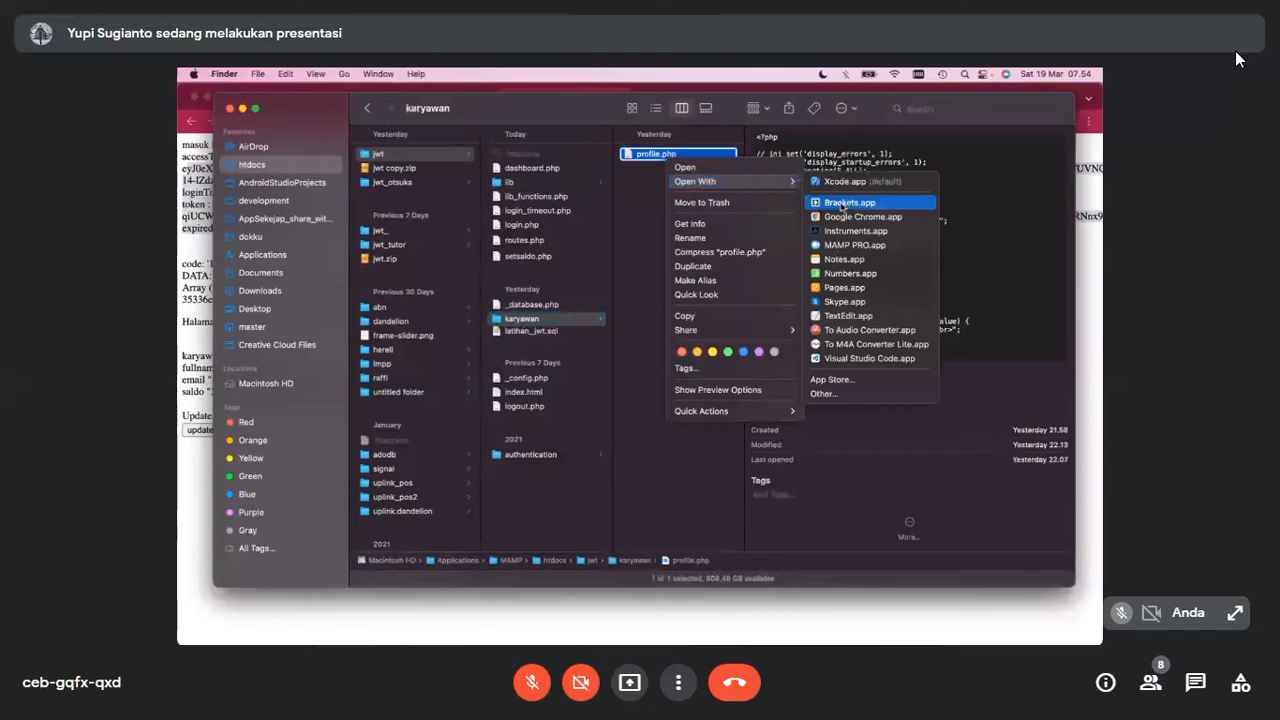 Yupi Sugianto sedang melakukan presentasi
Finder File Edit View Go Window Help
Sat 19 Mar 07.54
karyawan
Search
Favorites
AirDrop
htdocs
AndroidStudioProjects
development
AppSekejap_share_wit...
dokku
Applications
Documents
Downloads
Desktop
master
Creative Cloud Files
Locations
Macintosh HD
Tags
Red
Orange
Yellow
Green
Blue
Purple
Gray
All Tags...
Yesterday
jwt
jwt copy.zip
jwt_otsuka
Previous 7 Days
jwt_
jwt_tutor
jwt.zip
Previous 30 Days
abn
dandelion
frame-slider.png
herell
lmpp
raffi
untitled folder
January
adodb
signal
uplink_pos
uplink_pos2
uplink.dandelion
2021
Today
dashboard.php
lib
lib_functions.php
login_timeout.php
login.php
routes.php
setsaldo.php
Yesterday
_database.php
karyawan
latihan_jwt.sql
Previous 7 Days
_config.php
index.html
logout.php
2021
authentication
Yesterday
profile.php
Open
Open With
Move to Trash
Get Info
Rename
Compress "profile.php"
Duplicate
Make Alias
Quick Look
Copy
Share
Tags...
Show Preview Options
Quick Actions
Xcode.app (default)
Brackets.app
Google Chrome.app
Instruments.app
MAMP PRO.app
Notes.app
Numbers.app
Pages.app
Skype.app
TextEdit.app
To Audio Converter.app
To M4A Converter Lite.app
Visual Studio Code.app
App Store...
Other...
<?php
// ini set('display_errors', 1);
Created Yesterday 21.58
Modified Yesterday 22.13
Last opened Yesterday 22.07
Tags
Add Tags...
More...
Macintosh HD Applications MAMP htdocs jwt karyawan profile.php
1 of 1 selected, 808,48 GB available
masuk
token :
expired
code:
DATA:
Array (
karyaw
fullnam
email "
saldo "
Update
update
Anda
ceb-gqfx-qxd
8